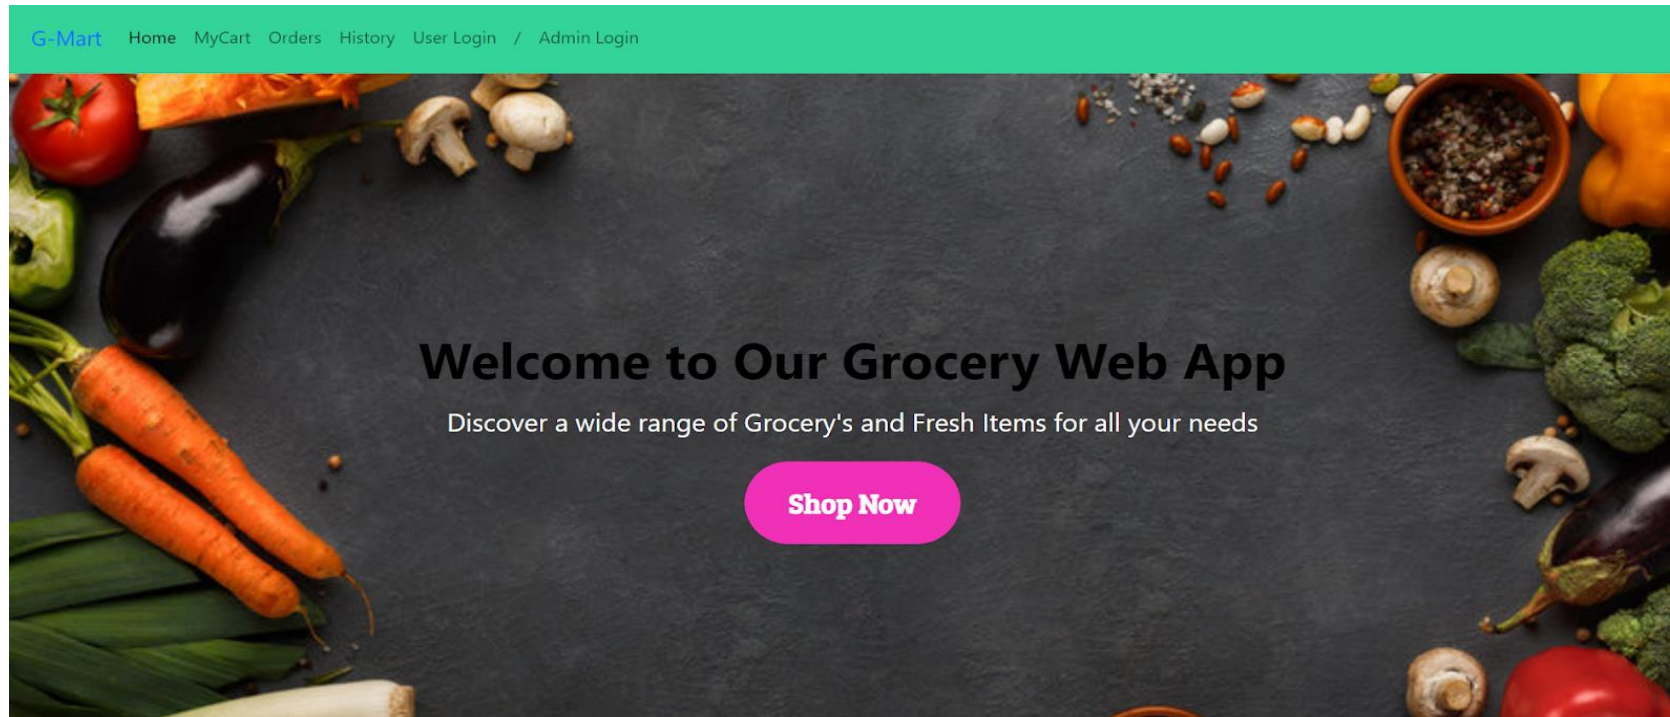 G-Mart Home MyCart Orders History User Login / Admin Login
Welcome to Our Grocery Web App
Discover a wide range of Grocery's and Fresh Items for all your needs
Shop Now